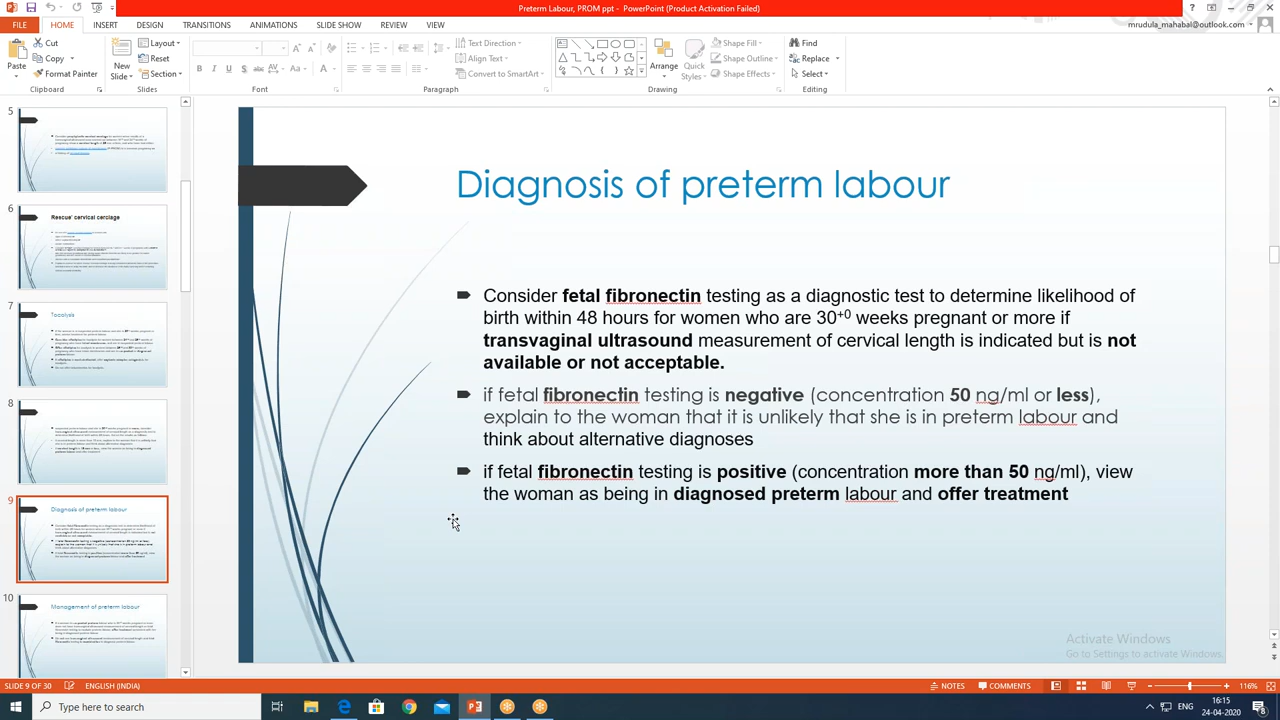 Preterm Labour, PROM ppt - PowerPoint (Product Activation Failed)
FILE HOME INSERT DESIGN TRANSITIONS ANIMATIONS SLIDE SHOW REVIEW VIEW
mrudula_mahabal@outlook.com
Paste
Cut
Copy
Format Painter
Clipboard
New Slide
Layout
Reset
Section
Slides
B I U S abc AV Aa A
Font
Text Direction
Align Text
Convert to SmartArt
Paragraph
Arrange
Quick Styles
Shape Fill
Shape Outline
Shape Effects
Drawing
Find
Replace
Select
Editing
5
6
Rescue' cervical cerclage
7
Tocolysis
8
9
Diagnosis of preterm labour
10
Management of preterm labour
Diagnosis of preterm labour
Consider fetal fibronectin testing as a diagnostic test to determine likelihood of
birth within 48 hours for women who are 30+0 weeks pregnant or more if
transvaginal ultrasound measurement of cervical length is indicated but is not
available or not acceptable.
if fetal fibronectin testing is negative (concentration 50 ng/ml or less),
explain to the woman that it is unlikely that she is in preterm labour and
think about alternative diagnoses
if fetal fibronectin testing is positive (concentration more than 50 ng/ml), view
the woman as being in diagnosed preterm labour and offer treatment
Activate Windows
Go to Settings to activate Windows.
SLIDE 9 OF 30 ENGLISH (INDIA) NOTES COMMENTS 116%
Type here to search
ENG
16:15
24-04-2020
8